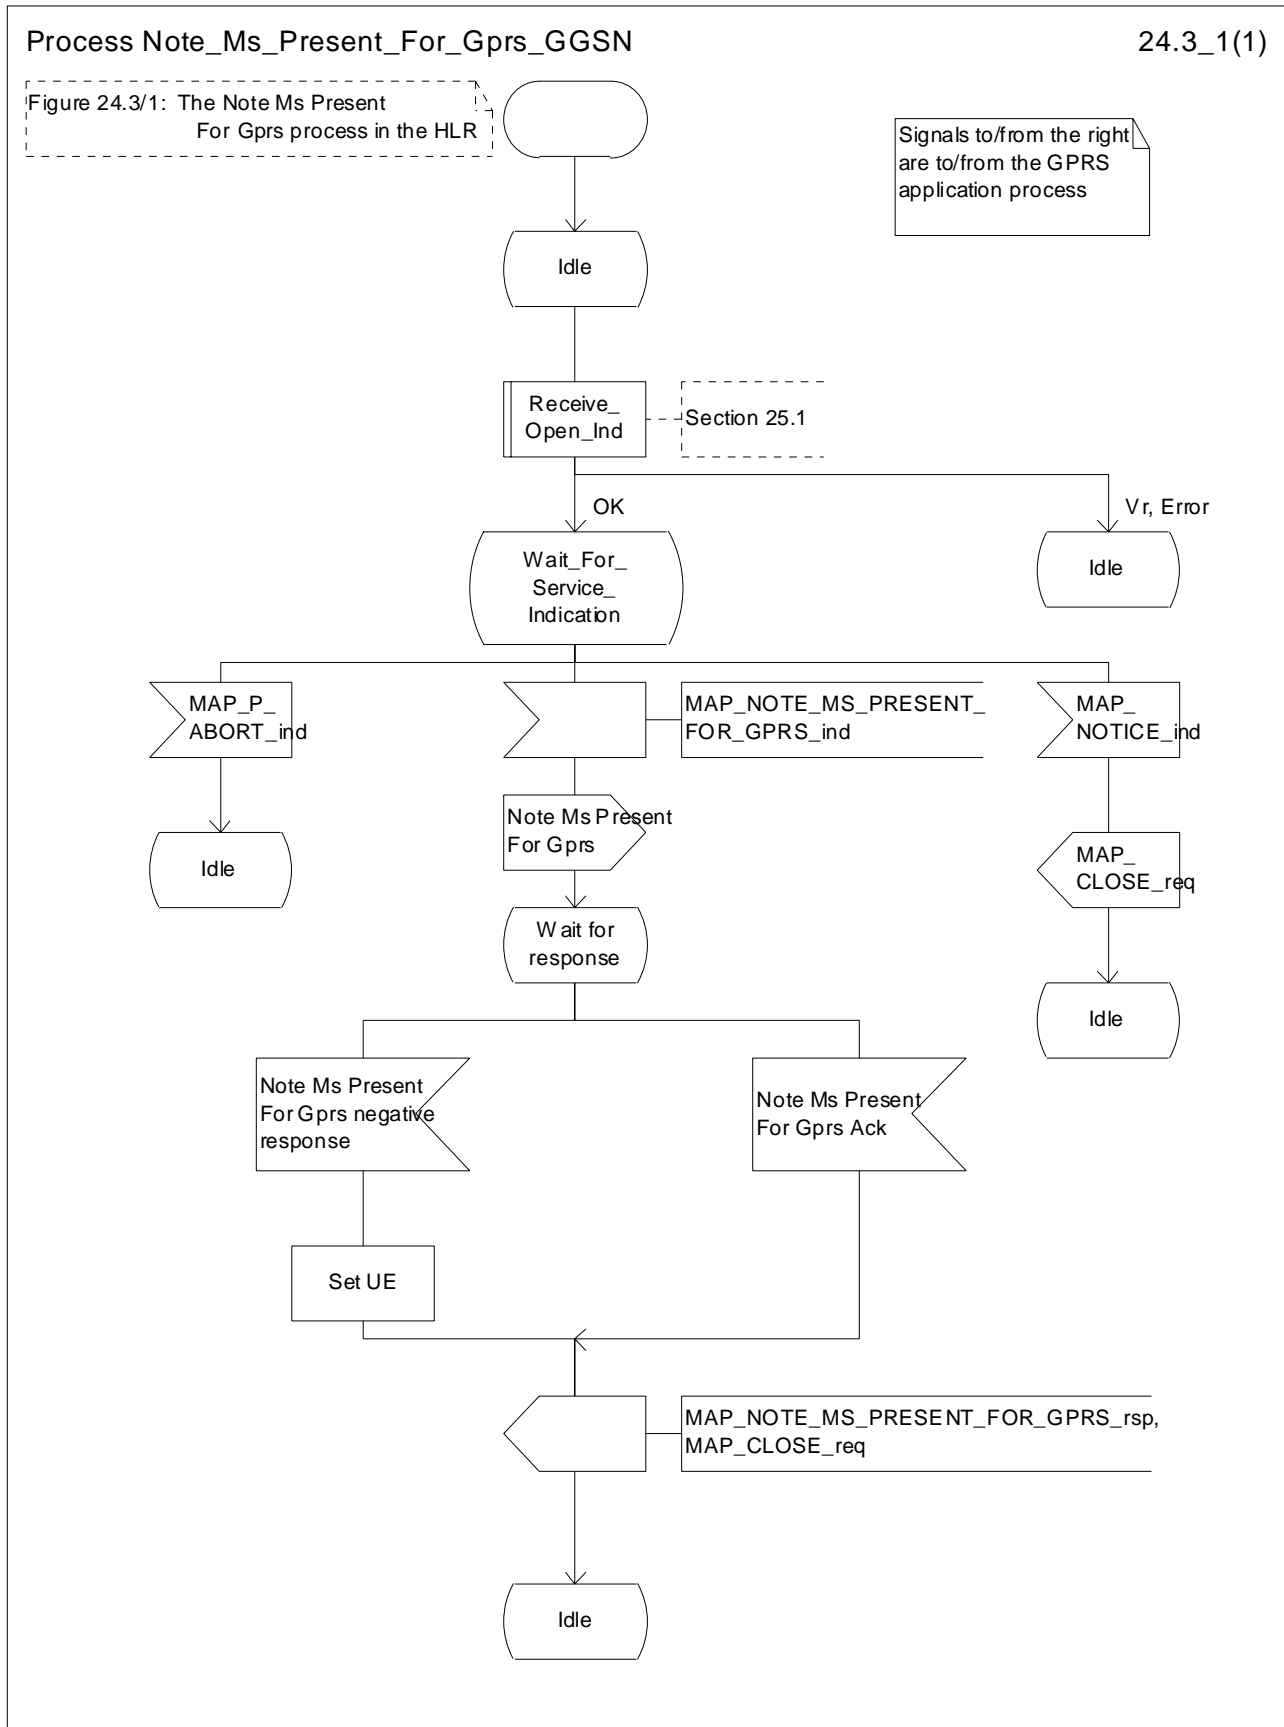 Process Note_Ms_Present_For_Gprs_GGSN
24.3_1(1)
Figure 24.3/1: The Note Ms Present
For Gprs process in the HLR
Signals to/from the right
are to/from the GPRS
application process
Idle
Receive_
Open_Ind
Section 25.1
OK
Vr, Error
Wait_For_
Service_
Indication
Idle
MAP_P_
ABORT_ind
MAP_NOTE_MS_PRESENT_
FOR_GPRS_ind
MAP_
NOTICE_ind
Note Ms Present
For Gprs
Idle
MAP_
CLOSE_req
Wait for
response
Idle
Note Ms Present
For Gprs negative
response
Note Ms Present
For Gprs Ack
Set UE
MAP_NOTE_MS_PRESENT_FOR_GPRS_rsp,
MAP_CLOSE_req
Idle